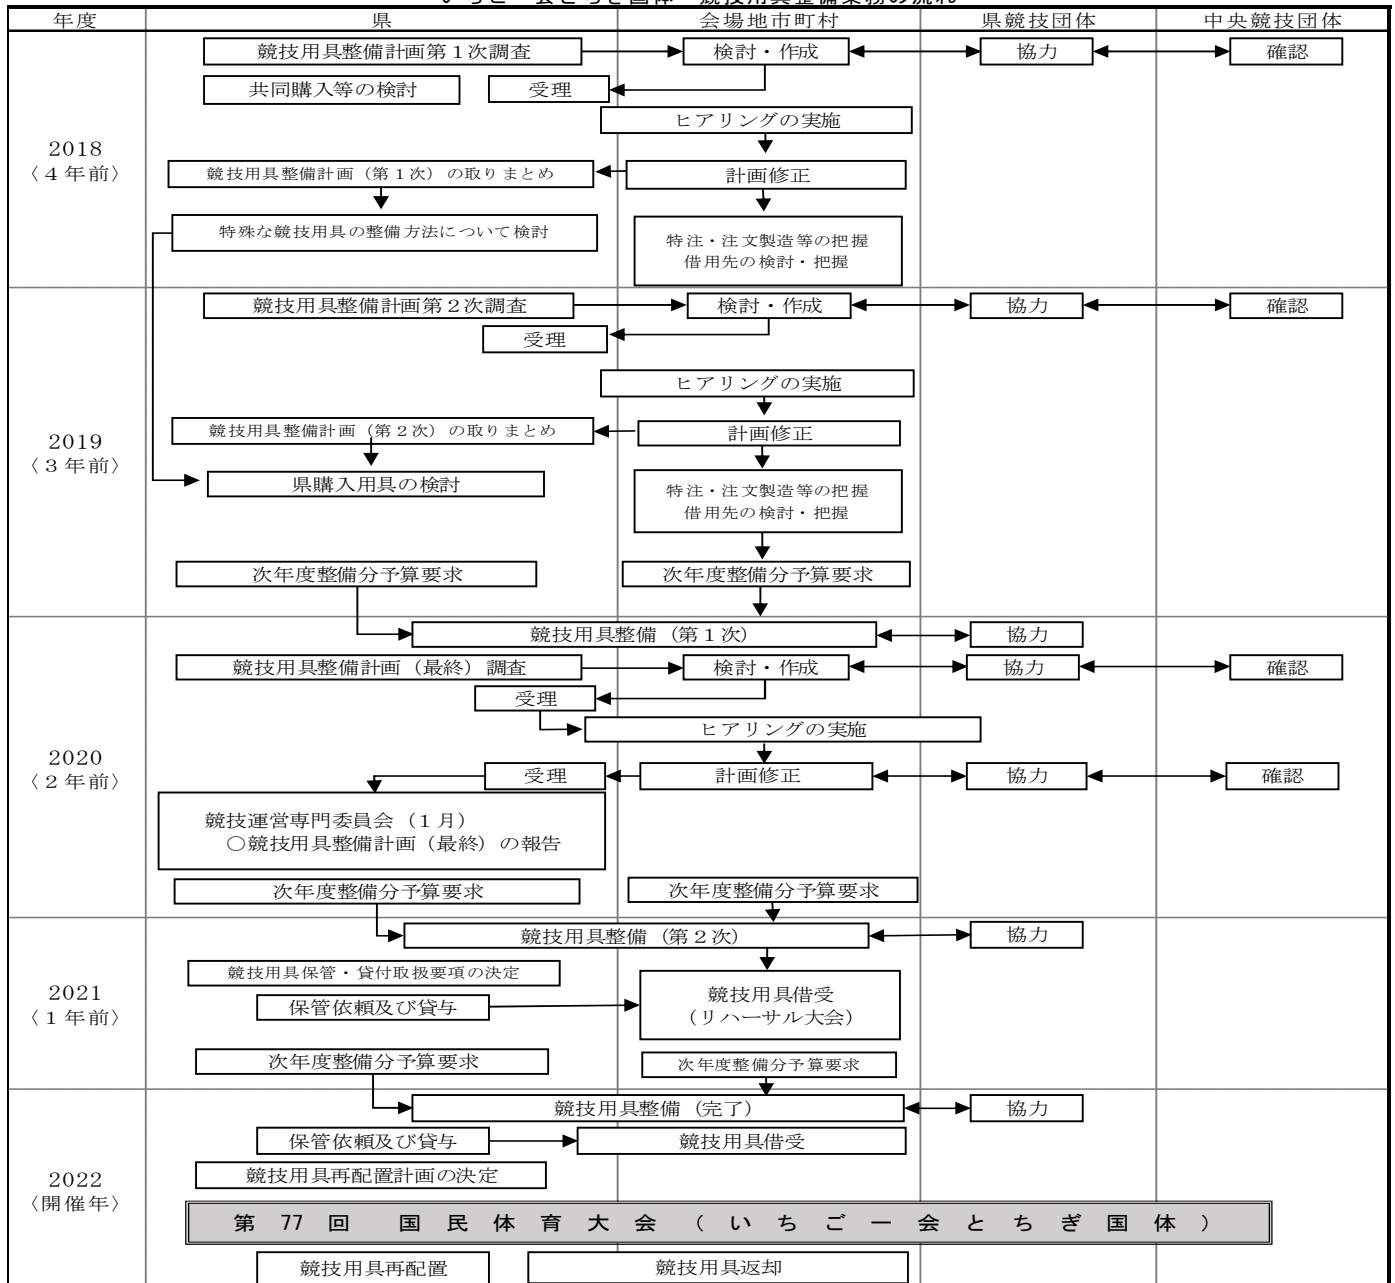 いちご一会とちぎ国体 競技用具整備業務の流れ
年度 県 会場地市町村 県競技団体 中央競技団体
競技用具整備計画第１次調査 検討・作成 協力 確認
共同購入等の検討 受理
ヒアリングの実施
2018
〈４年前〉
競技用具整備計画（第１次）の取りまとめ 計画修正
特殊な競技用具の整備方法について検討
特注・注文製造等の把握
借用先の検討・把握
競技用具整備計画第２次調査 検討・作成 協力 確認
受理
ヒアリングの実施
2019
〈３年前〉
競技用具整備計画（第２次）の取りまとめ 計画修正
県購入用具の検討
特注・注文製造等の把握
借用先の検討・把握
次年度整備分予算要求 次年度整備分予算要求
競技用具整備（第１次） 協力
競技用具整備計画（最終）調査 検討・作成 協力 確認
受理
ヒアリングの実施
2020
〈２年前〉
受理 計画修正 協力 確認
競技運営専門委員会（１月）
○競技用具整備計画（最終）の報告
次年度整備分予算要求 次年度整備分予算要求
競技用具整備（第２次） 協力
2021
〈１年前〉
競技用具保管・貸付取扱要項の決定
保管依頼及び貸与
競技用具借受
（リハーサル大会）
次年度整備分予算要求 次年度整備分予算要求
競技用具整備（完了） 協力
保管依頼及び貸与 競技用具借受
2022
〈開催年〉
競技用具再配置計画の決定
第77回 国民体育大会（いちご一会とちぎ国体）
競技用具再配置 競技用具返却